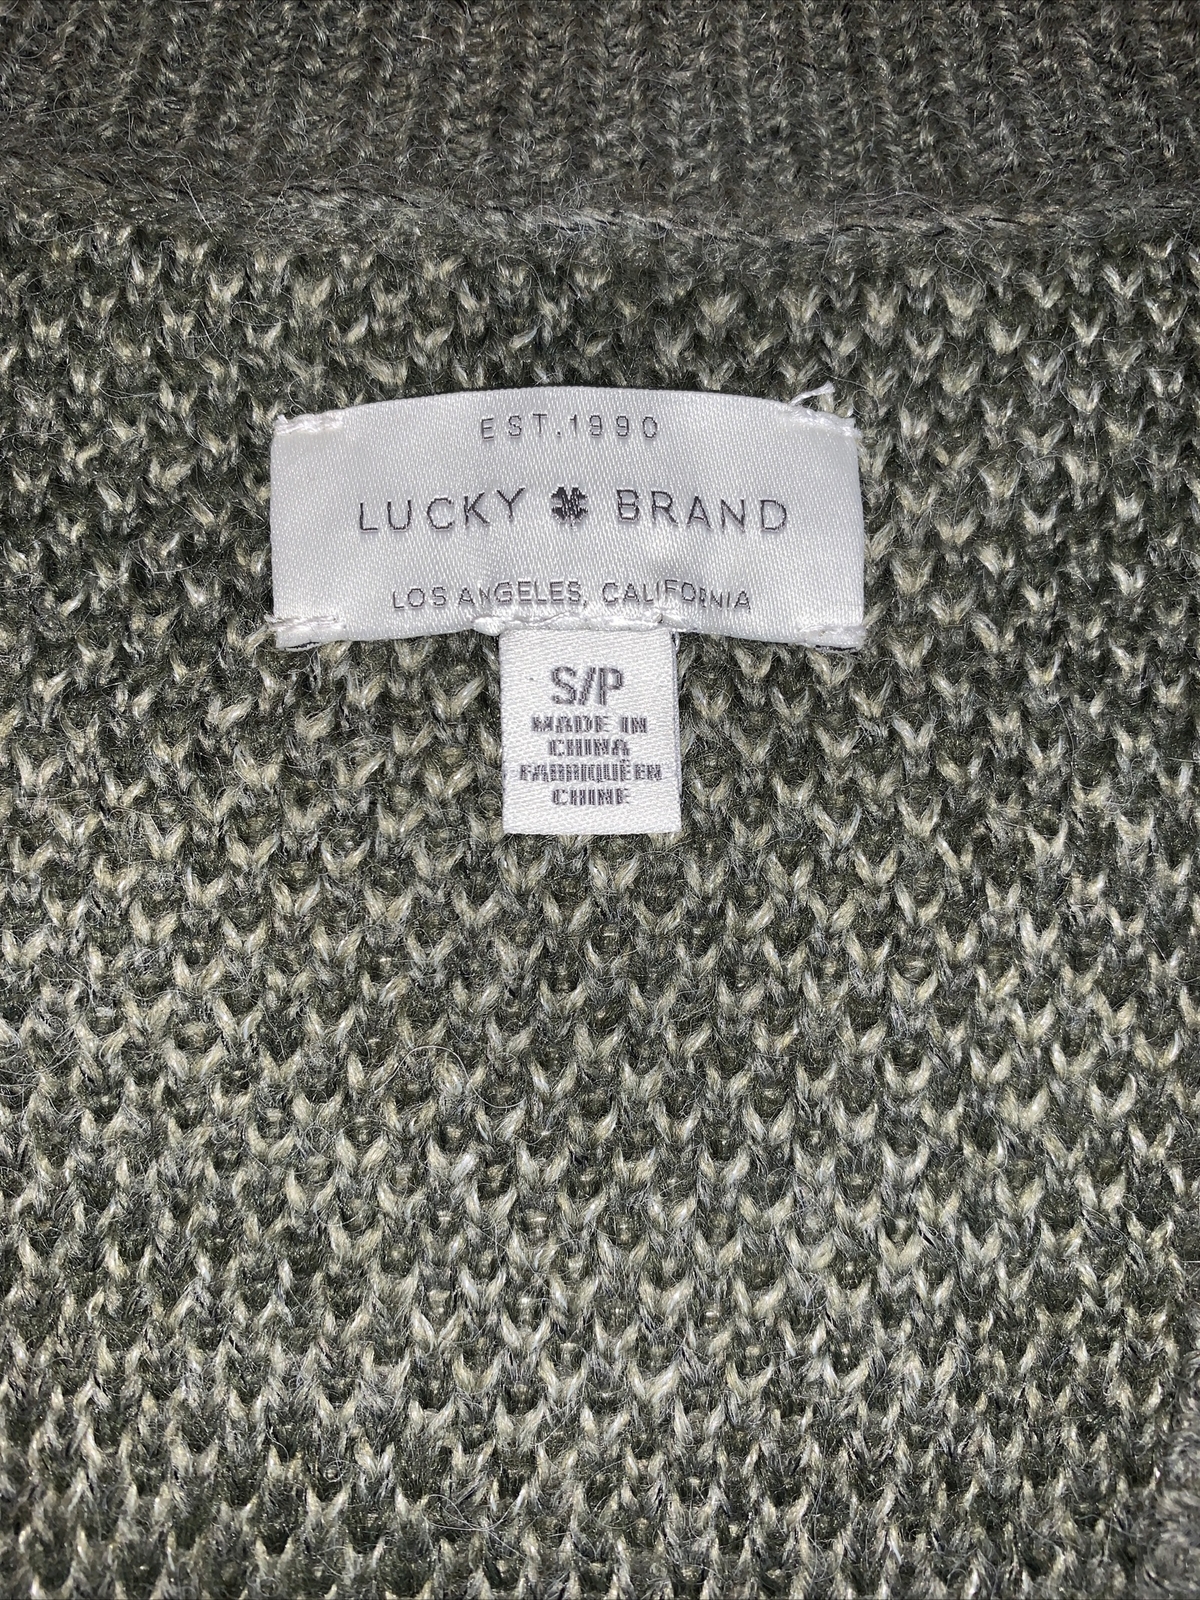 EST.1990
LUCKY BRAND
LOS ANGELES, CALIFORNIA
S/P
MADE IN
CHINA
FABRIQUÉ EN
CHINE